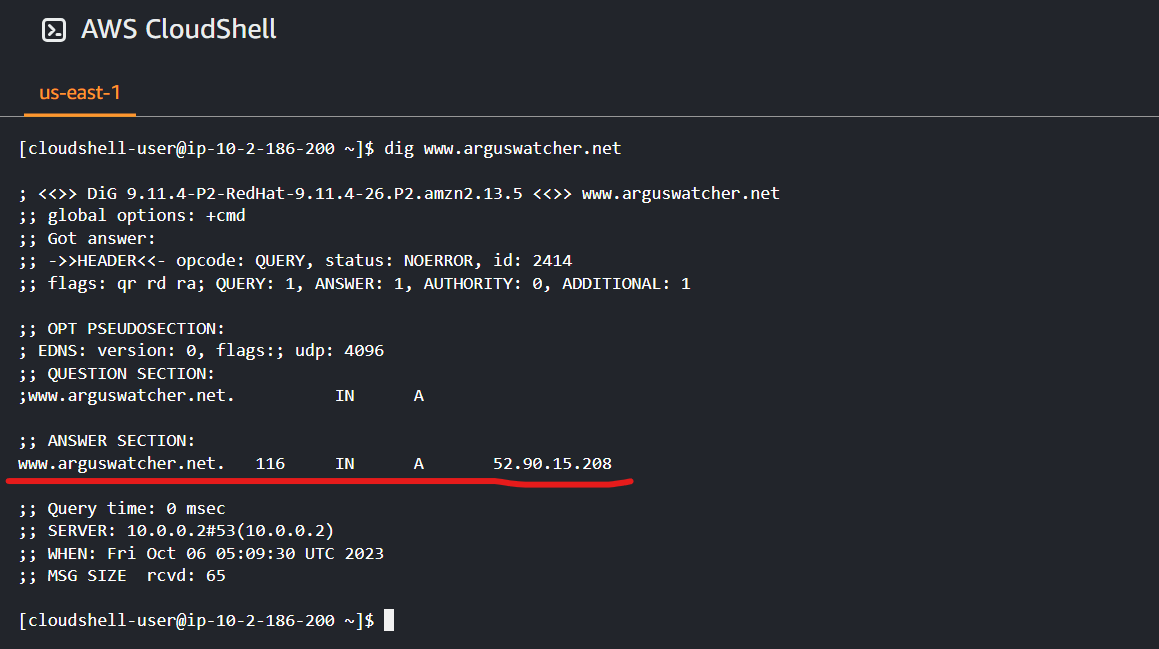 AWS CloudShell
us-east-1
[cloudshell-user@ip-10-2-186-200 ~]$ dig www.arguswatcher.net
; <<>> DiG 9.11.4-P2-RedHat-9.11.4-26.P2.amzn2.13.5 <<>> www.arguswatcher.net
;; global options: +cmd
;; Got answer:
;; ->>HEADER<<- opcode: QUERY, status: NOERROR, id: 2414
;; flags: qr rd ra; QUERY: 1, ANSWER: 1, AUTHORITY: 0, ADDITIONAL: 1
;; OPT PSEUDOSECTION:
; EDNS: version: 0, flags:; udp: 4096
;; QUESTION SECTION:
;www.arguswatcher.net. IN A
;; ANSWER SECTION:
www.arguswatcher.net. 116 IN A 52.90.15.208
;; Query time: 0 msec
;; SERVER: 10.0.0.2#53(10.0.0.2)
;; WHEN: Fri Oct 06 05:09:30 UTC 2023
;; MSG SIZE rcvd: 65
[cloudshell-user@ip-10-2-186-200 ~]$